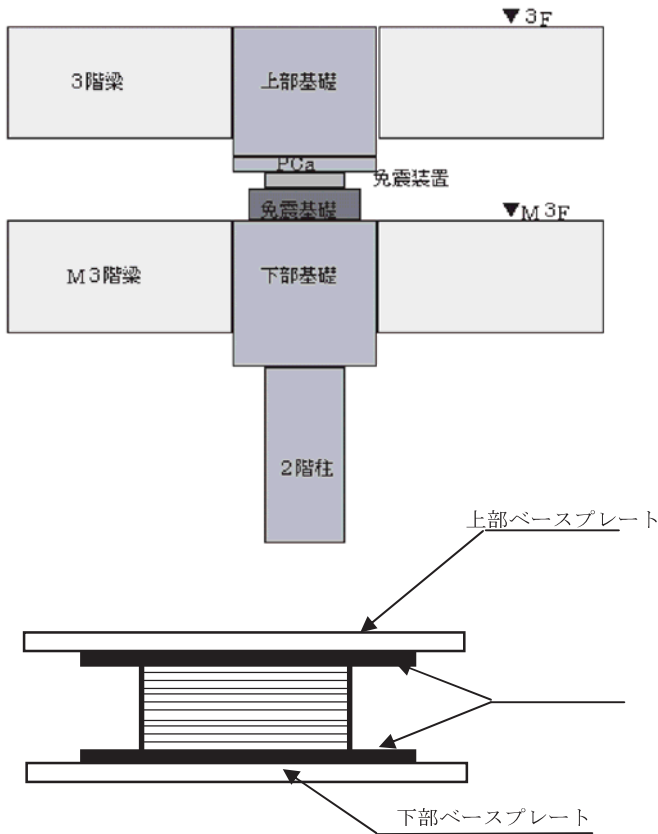 ▼3F
3階梁
上部基礎
PCa
免震装置
免震基礎
▼M3F
M3階梁
下部基礎
2階柱
上部ベースプレート
下部ベースプレート